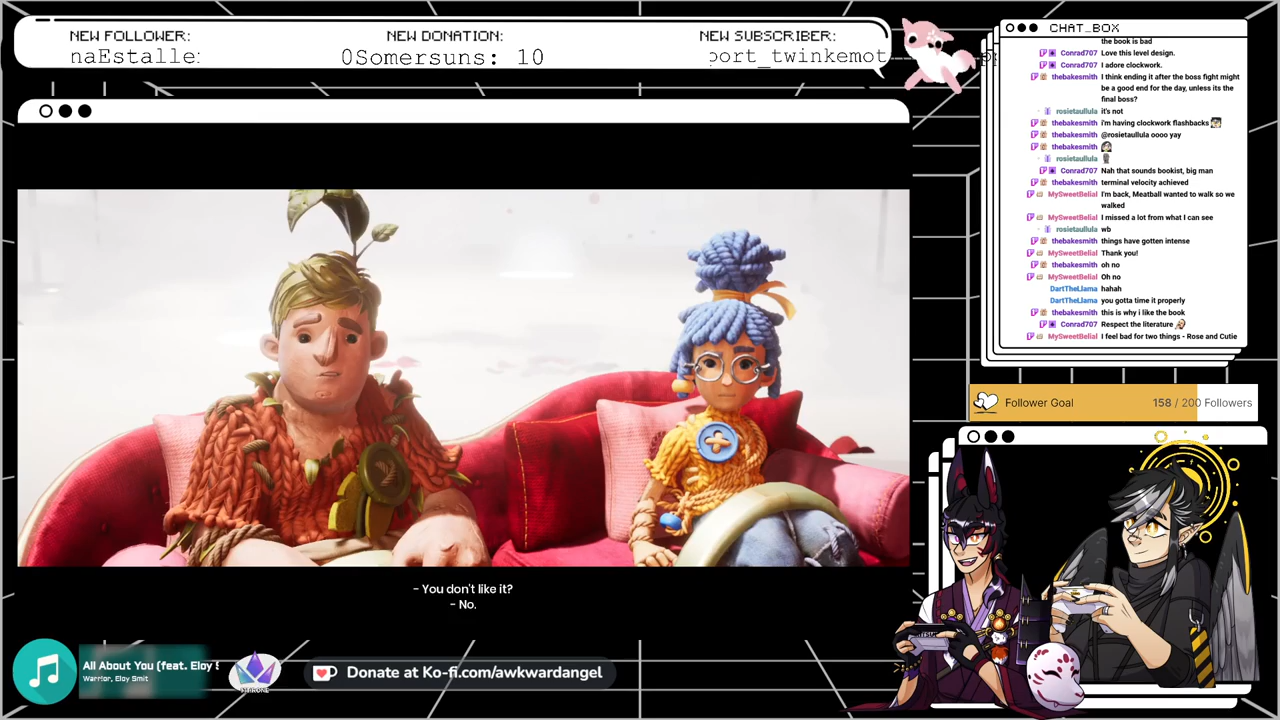 NEW FOLLOWER:
naEstalle
NEW DONATION:
0Somersuns: 10
NEW SUBSCRIBER:
port_twinkemot
CHAT_BOX
the book is bad
Conrad707 Love this level design.
Conrad707 I adore clockwork.
thebakesmith I think ending it after the boss fight might
be a good end for the day, unless its the
final boss?
rosietaullula it's not
thebakesmith i'm having clockwork flashbacks
thebakesmith @rosietaullula oooo yay
thebakesmith
rosietaullula
Conrad707 Nah that sounds bookist, big man
thebakesmith terminal velocity achieved
MySweetBelial I'm back, Meatball wanted to walk so we
walked
MySweetBelial I missed a lot from what I can see
rosietaullula wb
thebakesmith things have gotten intense
MySweetBelial Thank you!
thebakesmith oh no
MySweetBelial Oh no
DartTheLlama hahah
DartTheLlama you gotta time it properly
thebakesmith this is why i like the book
Conrad707 Respect the literature
MySweetBelial I feel bad for two things - Rose and Cutie
Follower Goal
158 / 200 Followers
- You don't like it?
- No.
All About You (feat. Eloy S
Warrior, Eloy Smit
Donate at Ko-fi.com/awkwardangel